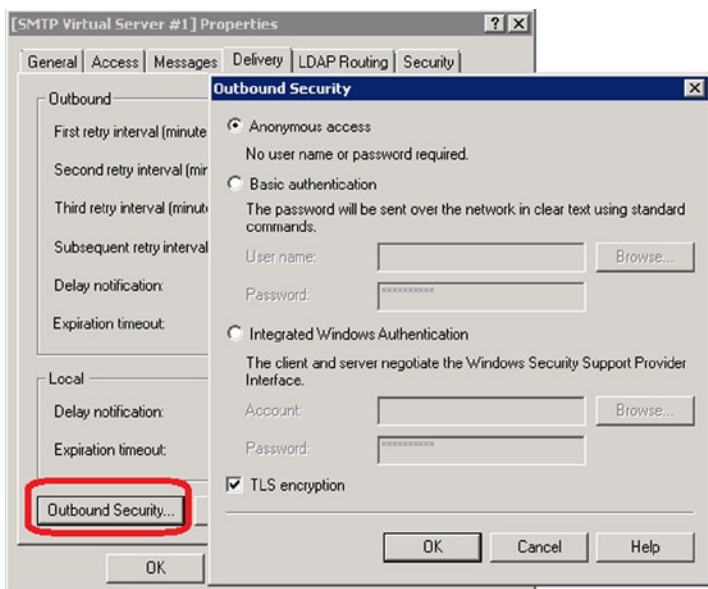 [SMTP Virtual Server #1] Properties
General Access Messages Delivery LDAP Routing Security
Outbound
First retry interval (minute
Second retry interval (mir
Third retry interval (minut
Subsequent retry interval
Delay notification:
Expiration timeout:
Local
Delay notification:
Expiration timeout:
Outbound Security...
OK
Outbound Security
Anonymous access
No user name or password required.
Basic authentication
The password will be sent over the network in clear text using standard
commands.
User name:
Browse...
Password:
xxxxxxxxxx
Integrated Windows Authentication
The client and server negotiate the Windows Security Support Provider
Interface.
Account:
Browse...
Password:
xxxxxxxxxx
TLS encryption
OK Cancel Help